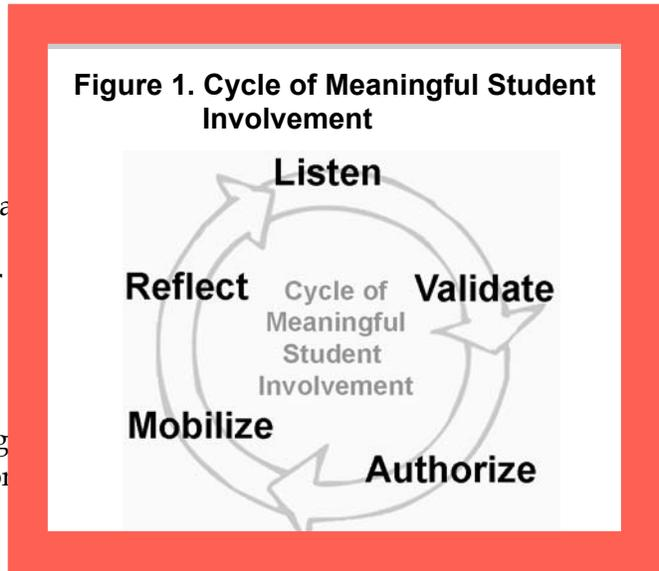 Figure 1. Cycle of Meaningful Student
Involvement
Listen
Reflect
Validate
Cycle of
Meaningful
Student
Involvement
Mobilize
Authorize